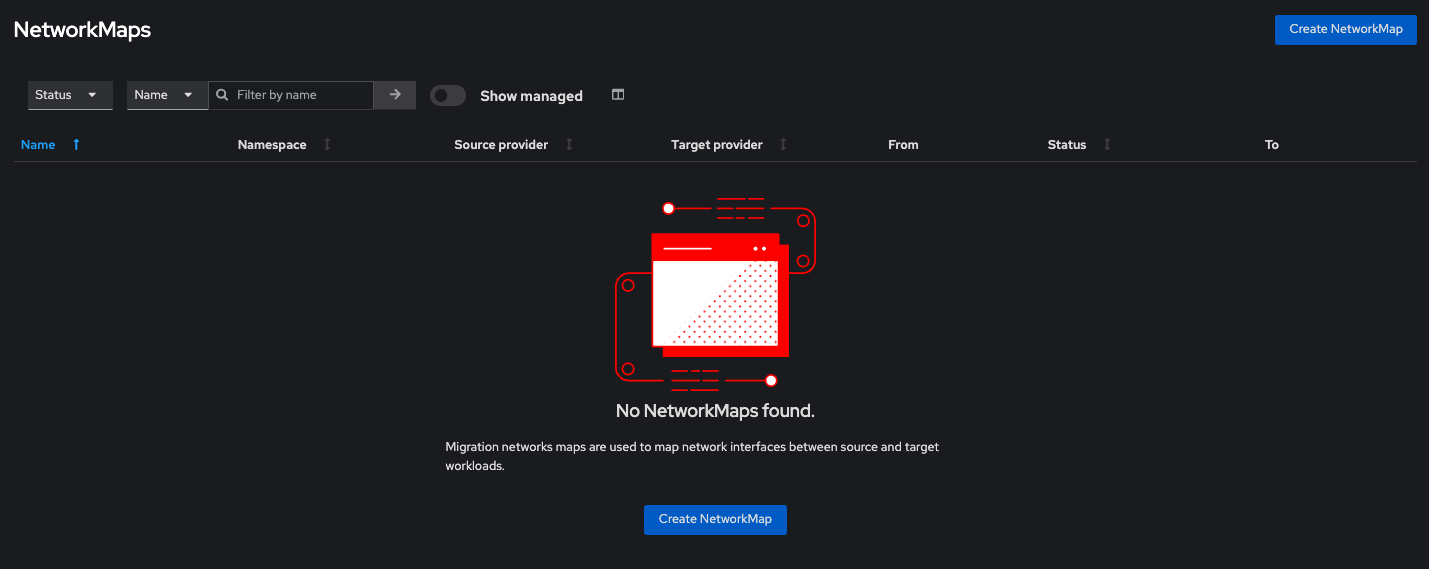 NetworkMaps
Create NetworkMap
Status Name Filter by name Show managed
Name Namespace Source provider Target provider From Status To
No NetworkMaps found.
Migration networks maps are used to map network interfaces between source and target
workloads.
Create NetworkMap